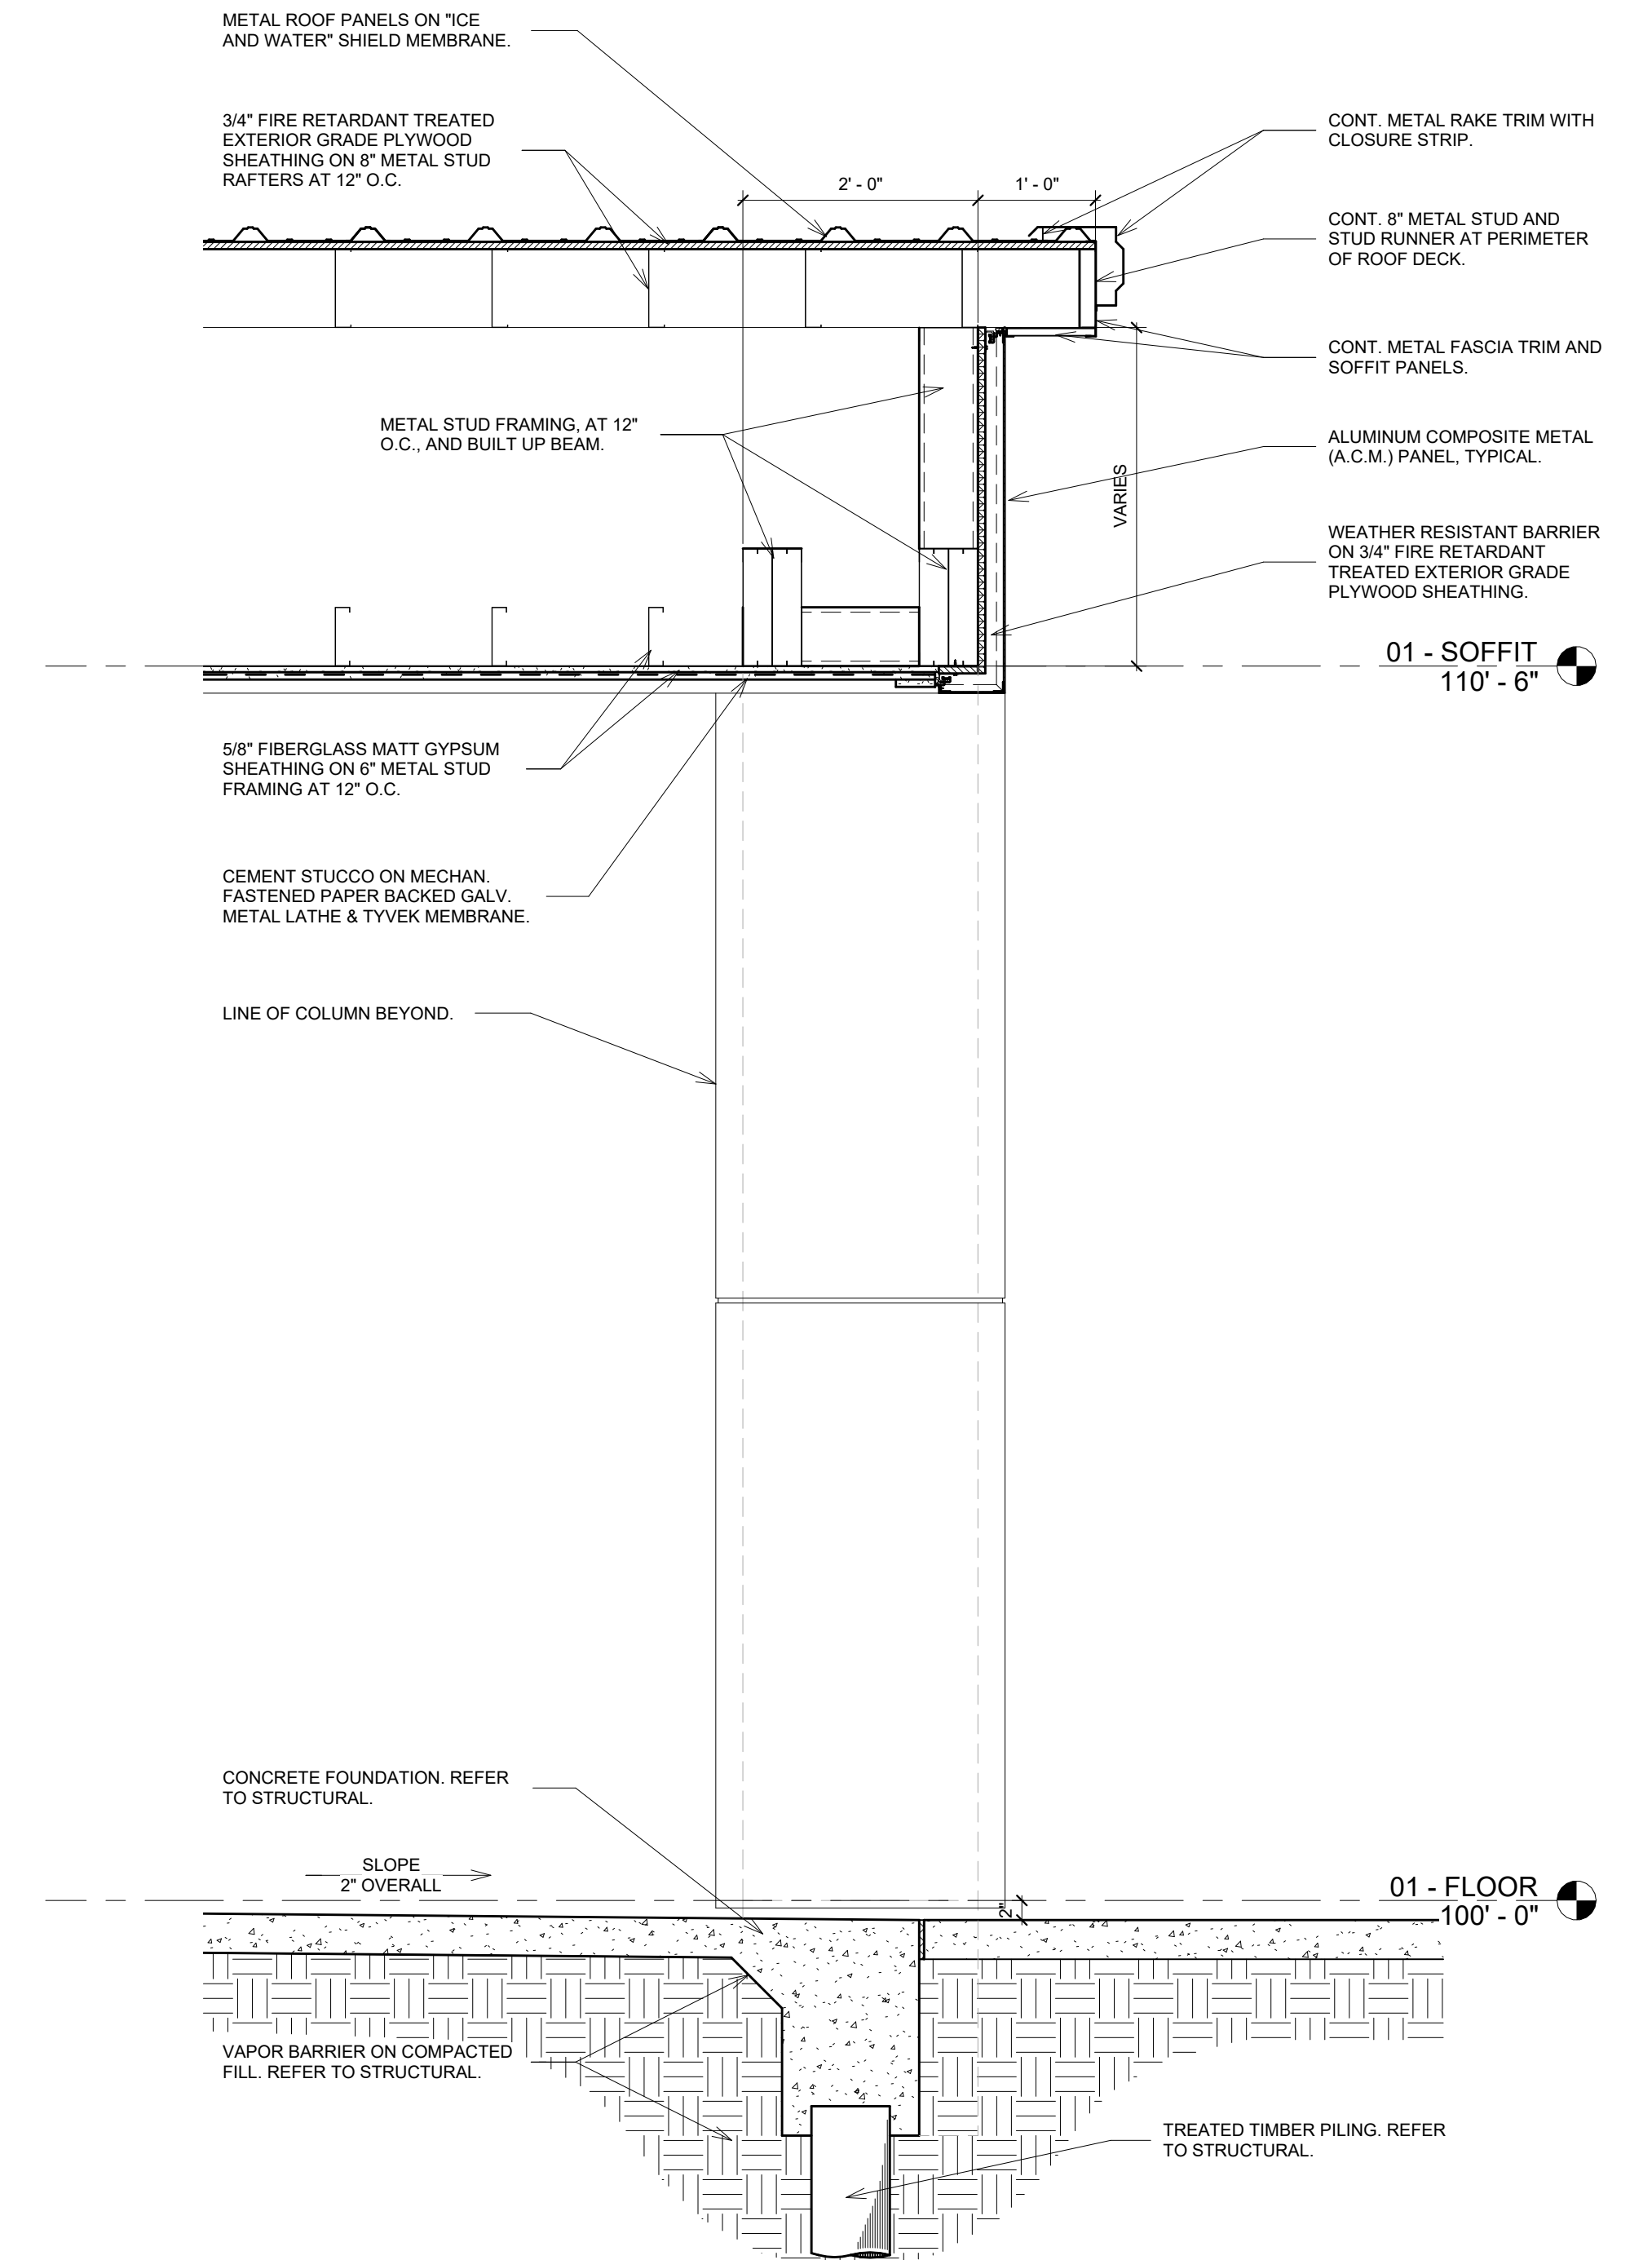 METAL ROOF PANELS ON "ICE
AND WATER" SHIELD MEMBRANE.
3/4" FIRE RETARDANT TREATED
EXTERIOR GRADE PLYWOOD
SHEATHING ON 8" METAL STUD
RAFTERS AT 12" O.C.
2' - 0"
1' - 0"
CONT. METAL RAKE TRIM WITH
CLOSURE STRIP.
CONT. 8" METAL STUD AND
STUD RUNNER AT PERIMETER
OF ROOF DECK.
CONT. METAL FASCIA TRIM AND
SOFFIT PANELS.
METAL STUD FRAMING, AT 12"
O.C., AND BUILT UP BEAM.
ALUMINUM COMPOSITE METAL
(A.C.M.) PANEL, TYPICAL.
VARIES
WEATHER RESISTANT BARRIER
ON 3/4" FIRE RETARDANT
TREATED EXTERIOR GRADE
PLYWOOD SHEATHING.
01 - SOFFIT
110' - 6"
5/8" FIBERGLASS MATT GYPSUM
SHEATHING ON 6" METAL STUD
FRAMING AT 12" O.C.
CEMENT STUCCO ON MECHAN.
FASTENED PAPER BACKED GALV.
METAL LATHE & TYVEK MEMBRANE.
LINE OF COLUMN BEYOND.
CONCRETE FOUNDATION. REFER
TO STRUCTURAL.
SLOPE
2" OVERALL
01 - FLOOR
100' - 0"
2"
VAPOR BARRIER ON COMPACTED
FILL. REFER TO STRUCTURAL.
TREATED TIMBER PILING. REFER
TO STRUCTURAL.